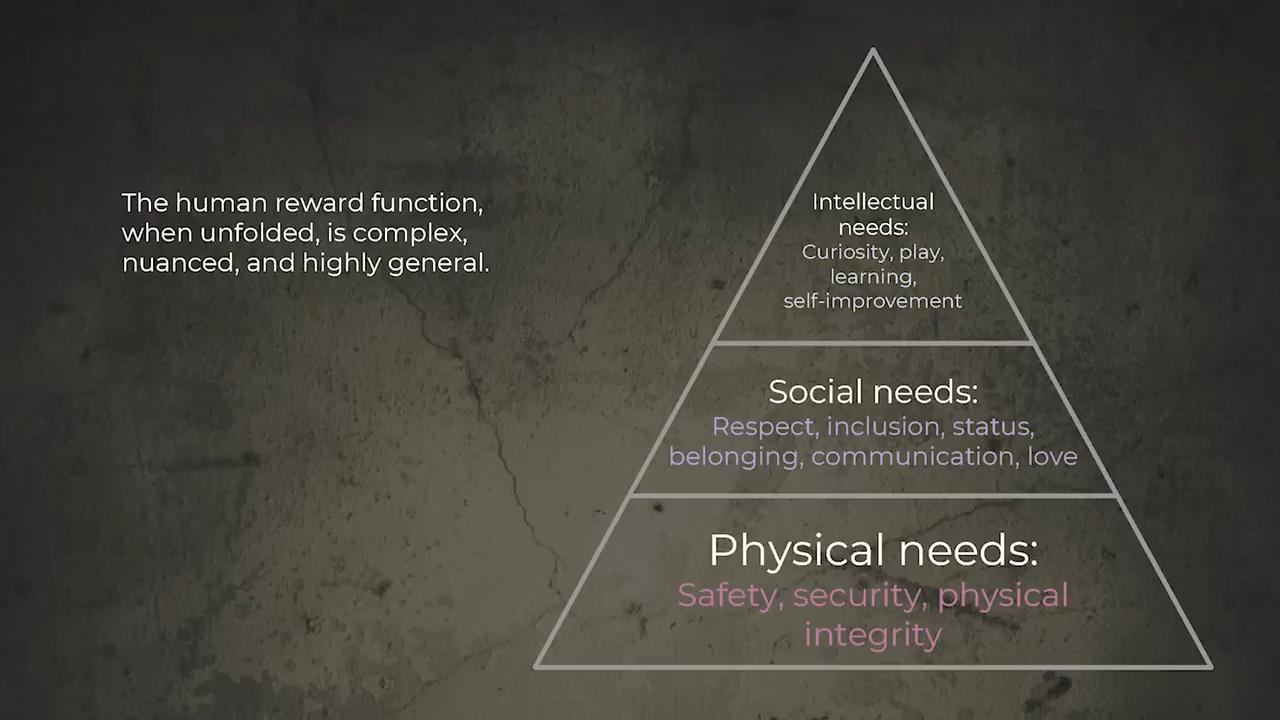 The human reward function,
when unfolded, is complex,
nuanced, and highly general.
Intellectual
needs:
Curiosity, play,
learning,
self-improvement
Social needs:
Respect, inclusion, status,
belonging, communication, love
Physical needs:
Safety, security, physical
integrity